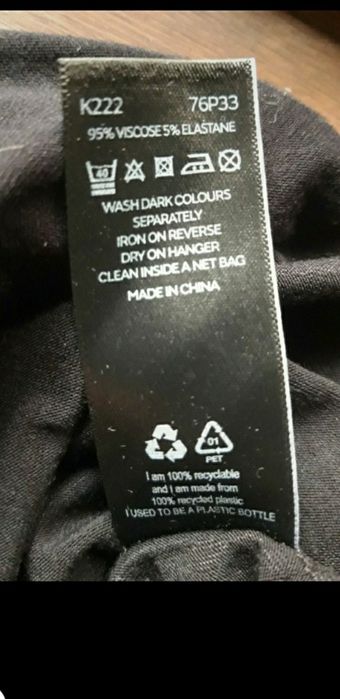 K222 76P33
95% VISCOSE 5% ELASTANE
40
WASH DARK COLOURS
SEPARATELY
IRON ON REVERSE
DRY ON HANGER
CLEAN INSIDE A NET BAG
MADE IN CHINA
01
PET
I am 100% recyclable
and I am made from
100% recycled plastic
I USED TO BE A PLASTIC BOTTLE